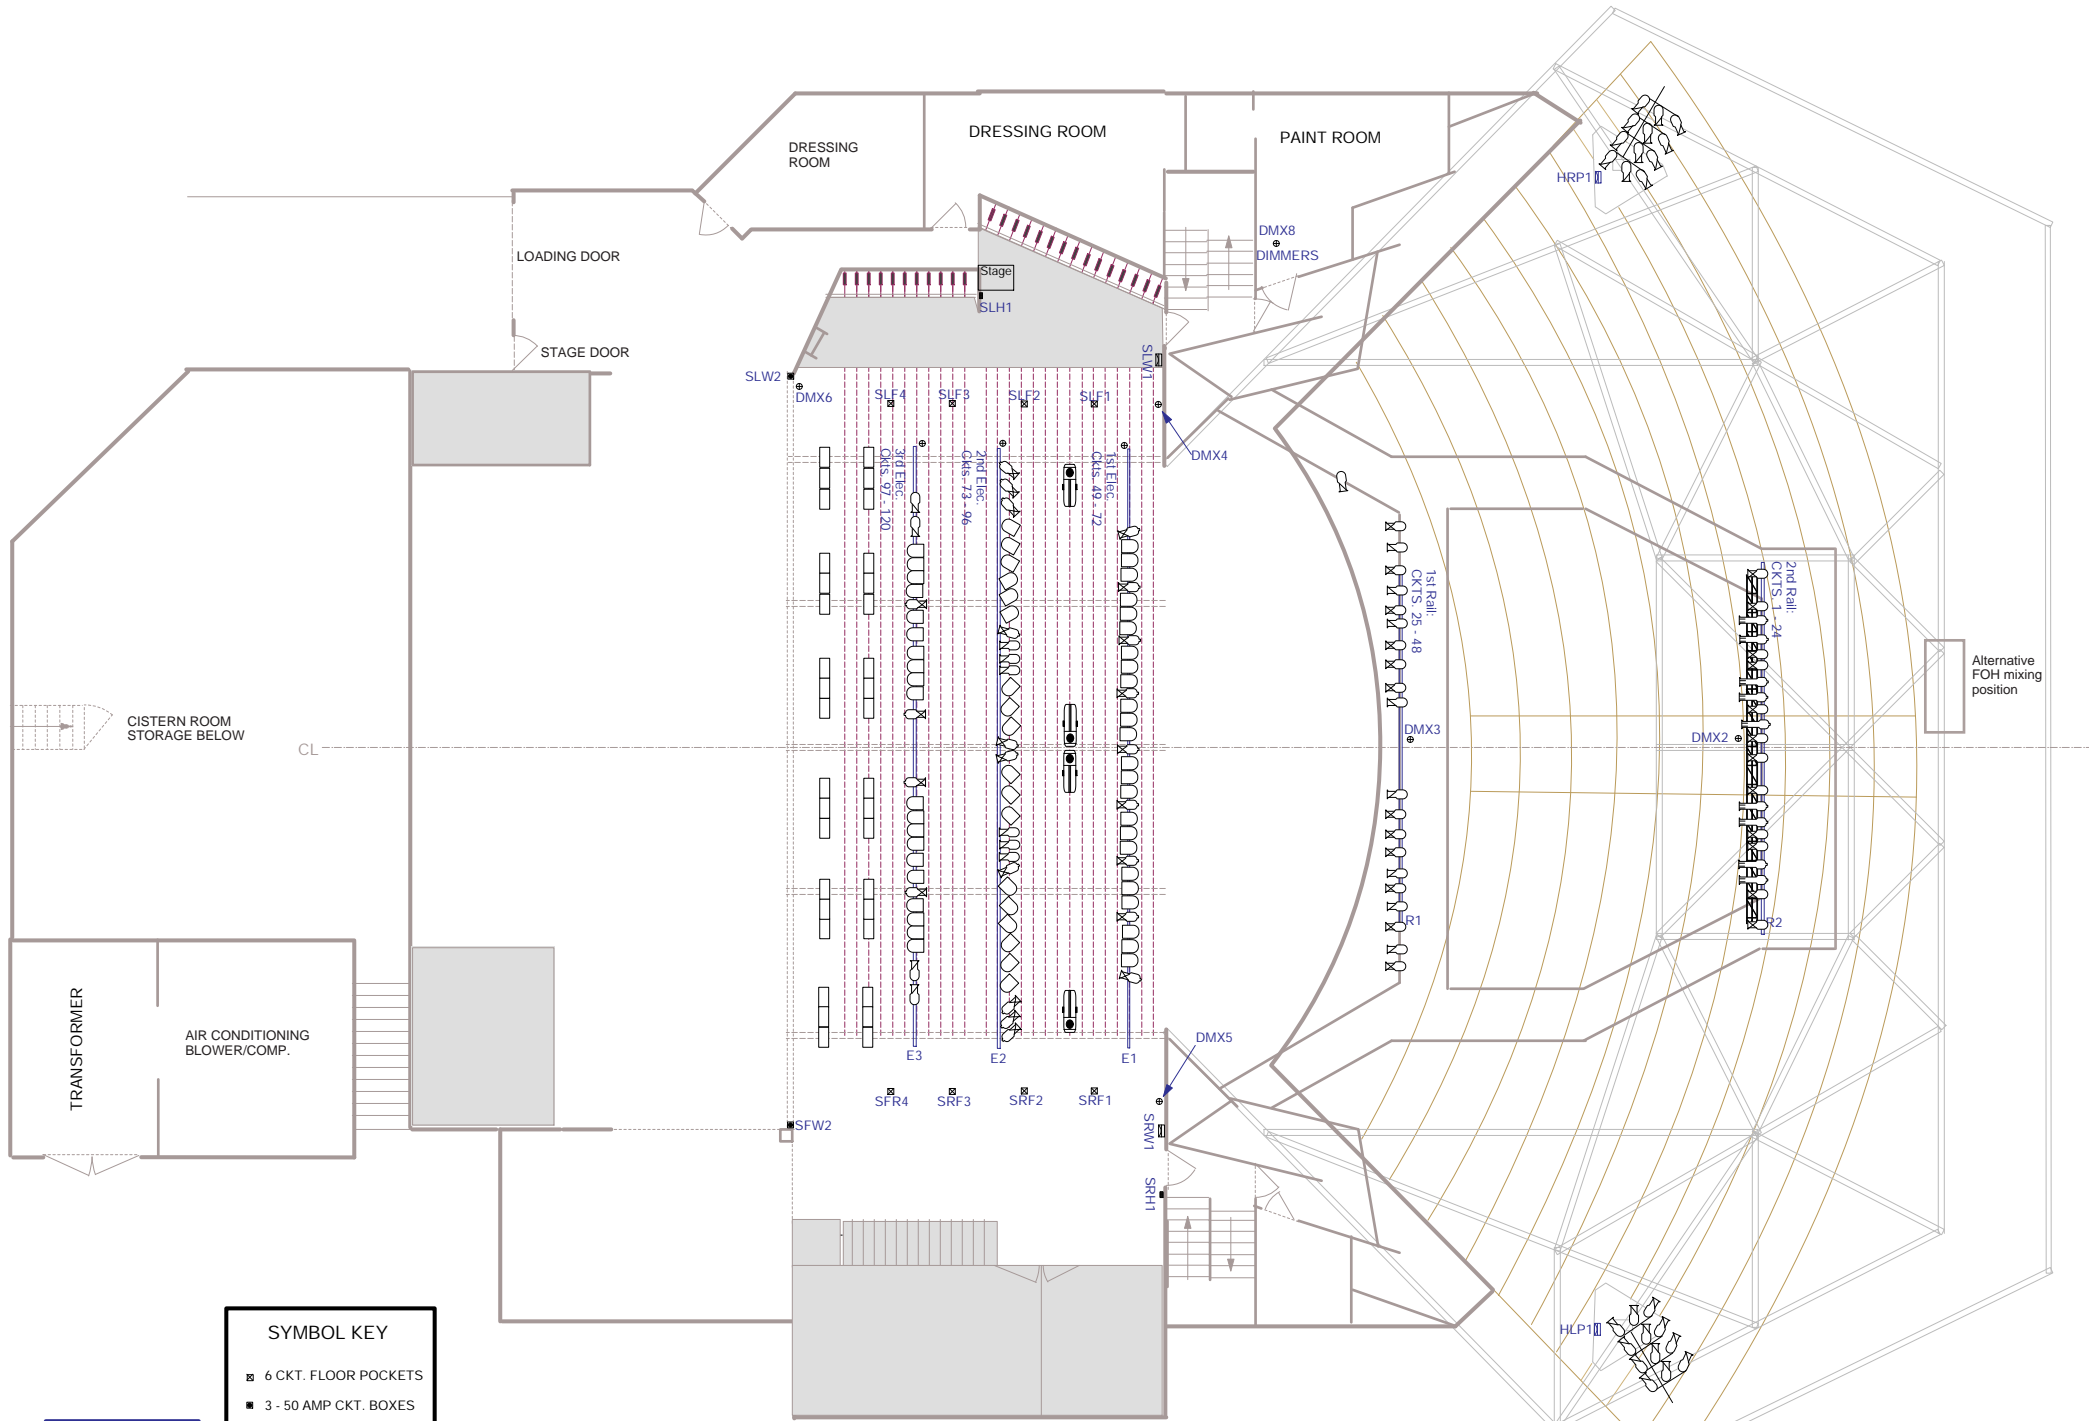 DRESSING ROOM
PAINT ROOM
DRESSING
ROOM
HRP1
DMX8
DIMMERS
LOADING DOOR
Stage
SLH1
STAGE DOOR
SLW1
SLW2
DMX6
SLF4
SLF3
SLF2
SLF1
DMX4
3rd Elec.
Ckts. 97 - 120
2nd Elec.
Ckts. 73 - 96
1st Elec.
Ckts. 49 - 72
1st Rail:
CKTS. 25 - 48
2nd Rail:
CKTS. 1 - 24
Alternative
FOH mixing
position
CISTERN ROOM
STORAGE BELOW
CL
DMX3
DMX2
R1
R2
TRANSFORMER
AIR CONDITIONING
BLOWER/COMP.
E3
E2
E1
DMX5
SFR4
SRF3
SRF2
SRF1
SFW2
SRW1
SRH1
HLP1
SYMBOL KEY
6 CKT. FLOOR POCKETS
3 - 50 AMP CKT. BOXES